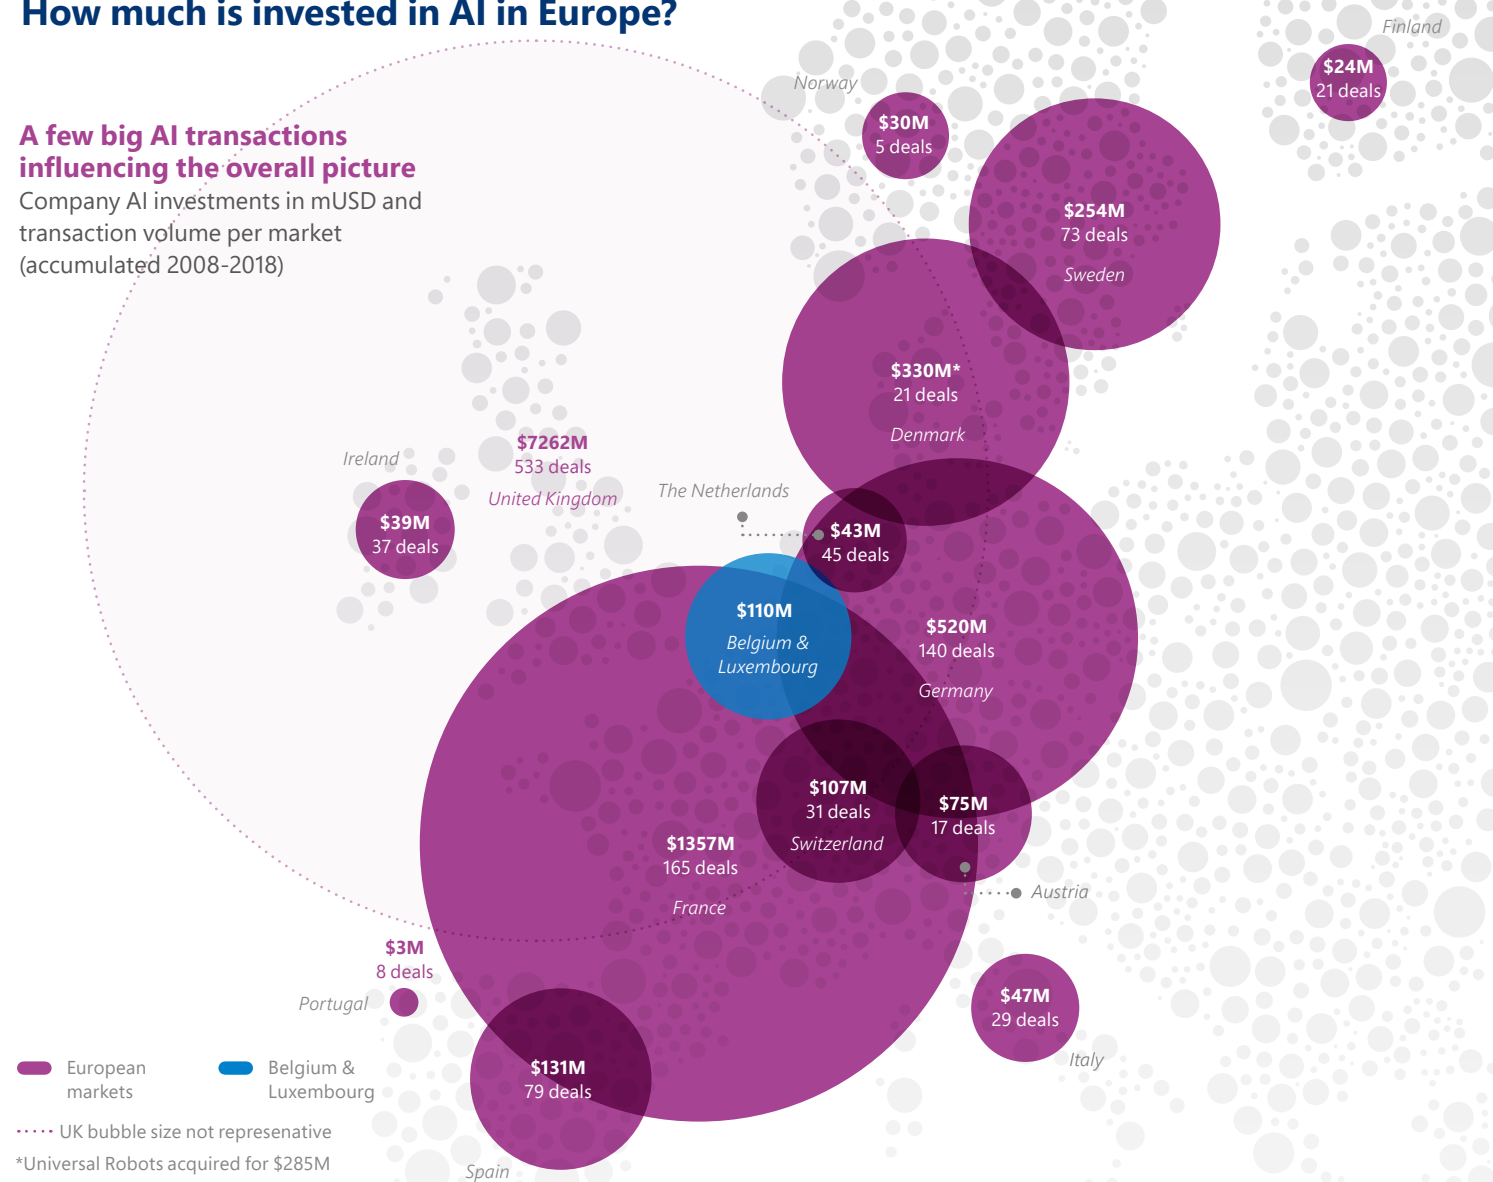 How much is invested in AI in Europe?
A few big AI transactions
influencing the overall picture
Company AI investments in mUSD and
transaction volume per market
(accumulated 2008-2018)
Finland
$24M
21 deals
Norway
$30M
5 deals
$254M
73 deals
Sweden
$330M*
21 deals
Denmark
$7262M
533 deals
United Kingdom
Ireland
$39M
37 deals
The Netherlands
$43M
45 deals
$110M
Belgium &
Luxembourg
$520M
140 deals
Germany
$107M
31 deals
Switzerland
$75M
17 deals
Austria
$1357M
165 deals
France
$3M
8 deals
Portugal
$47M
29 deals
Italy
$131M
79 deals
Spain
European
markets
Belgium &
Luxembourg
UK bubble size not represenative
*Universal Robots acquired for $285M